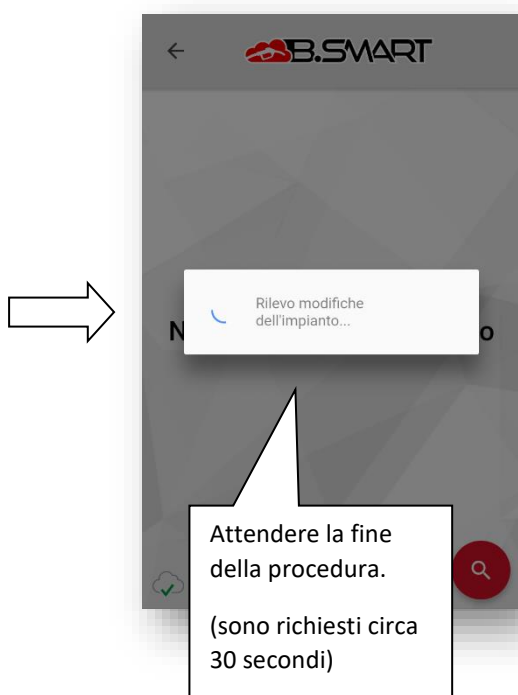 B.SMART
Rilevo modifiche
dell'impianto...
N
o
Attendere la fine
della procedura.
(sono richiesti circa
30 secondi)